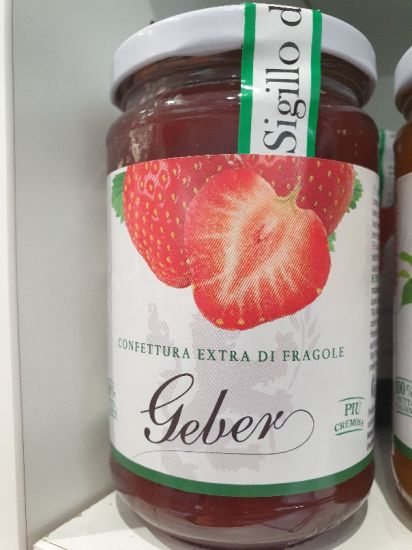 Sigillo d
CONFETTURA EXTRA DI FRAGOLE
Geber
PIÙ
CREMOSA